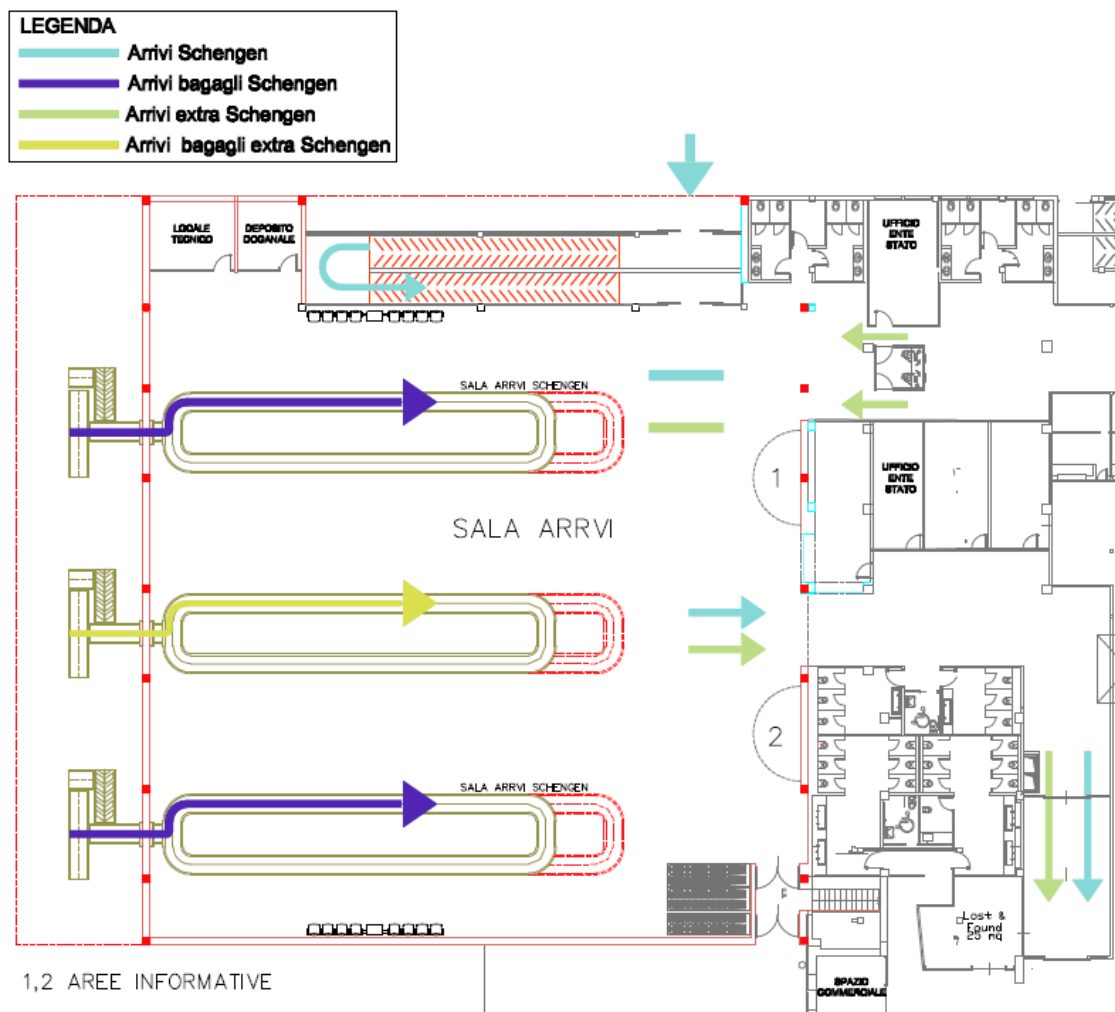 LEGENDA
Arrivi Schengen
Arrivi bagagli Schengen
Arrivi extra Schengen
Arrivi bagagli extra Schengen
LOCALE
TECNICO
DEPOSITO
DOGANALE
UFFICIO
ENTE
STATO
SALA ARRVI SCHENGEN
1
UFFICIO
ENTE
STATO
SALA ARRVI
2
SALA ARRVI SCHENGEN
Lost &
Found
25 mq
1,2 AREE INFORMATIVE
SPAZIO
COMMERCIALE